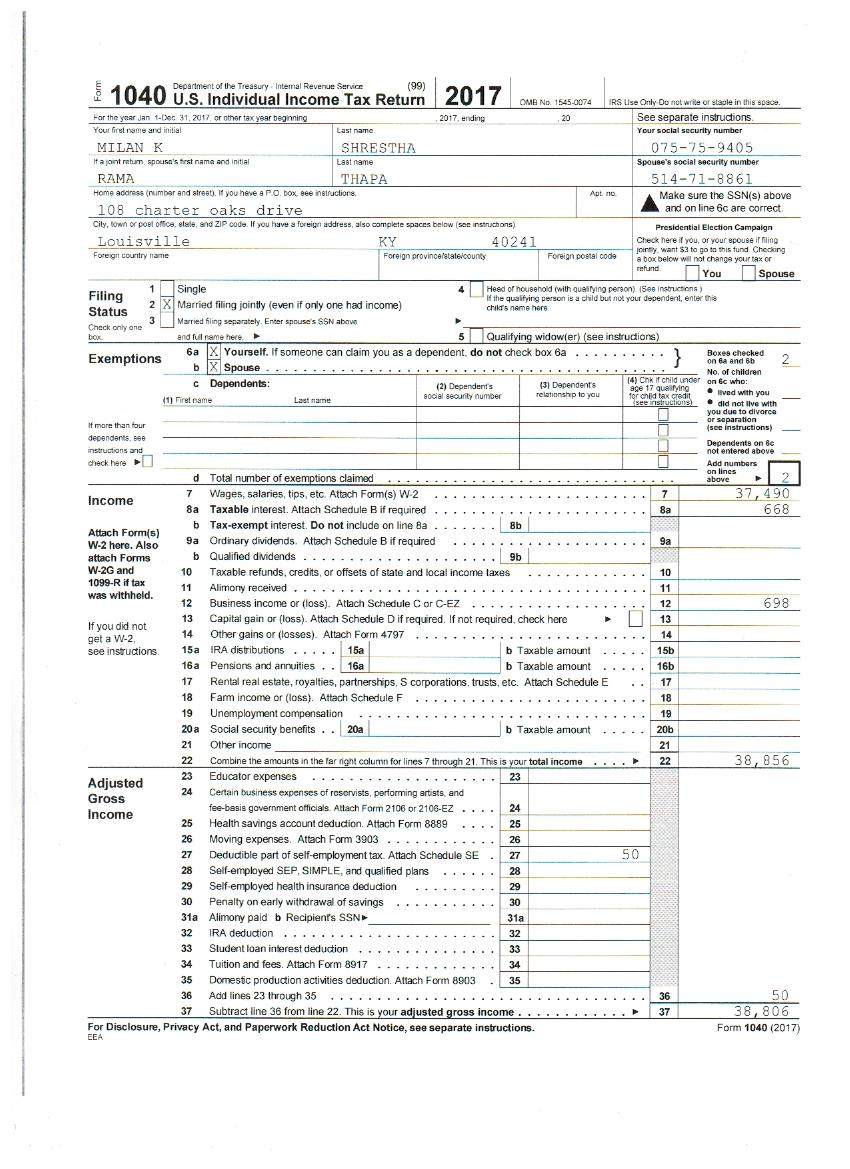 Form 1040 Department of the Treasury - Internal Revenue Service (99)
U.S. Individual Income Tax Return 2017 OMB No. 1545-0074 IRS Use Only-Do not write or staple in this space.
For the year Jan. 1-Dec. 31, 2017, or other tax year beginning , 2017, ending , 20 See separate instructions.
Your first name and initial Last name Your social security number
MILAN K SHRESTHA 075-75-9405
If a joint return, spouse's first name and initial Last name Spouse's social security number
RAMA THAPA 514-71-8861
Home address (number and street). If you have a P.O. box, see instructions. Apt. no.
108 charter oaks drive
Make sure the SSN(s) above
and on line 6c are correct.
City, town or post office, state, and ZIP code. If you have a foreign address, also complete spaces below (see instructions).
Louisville KY 40241
Foreign country name Foreign province/state/county Foreign postal code
Presidential Election Campaign
Check here if you, or your spouse if filing
jointly, want $3 to go to this fund. Checking
a box below will not change your tax or
refund. You Spouse
Filing
Status
Check only one
box.
1 Single
2 X Married filing jointly (even if only one had income)
3 Married filing separately. Enter spouse's SSN above
and full name here. ►
4 Head of household (with qualifying person). (See instructions.)
If the qualifying person is a child but not your dependent, enter this
child's name here.
►
5 Qualifying widow(er) (see instructions)
Exemptions
6a X Yourself. If someone can claim you as a dependent, do not check box 6a . . . . . . . . . . }
b X Spouse . . . . . . . . . .
c Dependents:
(1) First name Last name
(2) Dependent's
social security number
(3) Dependent's
relationship to you
(4) Chk if child under
age 17 qualifying
for child tax credit
(see instructions)
If more than four
dependents, see
instructions and
check here ►
Boxes checked
on 6a and 6b 2
No. of children
on 6c who:
● lived with you
● did not live with
you due to divorce
or separation
(see instructions)
Dependents on 6c
not entered above
Add numbers
on lines
above ► 2
d Total number of exemptions claimed . . . . . . . . . .
Income
Attach Form(s)
W-2 here. Also
attach Forms
W-2G and
1099-R if tax
was withheld.
If you did not
get a W-2,
see instructions.
7 Wages, salaries, tips, etc. Attach Form(s) W-2 . . . . . . . . . . 7 37,490
8a Taxable interest. Attach Schedule B if required . . . . . . . . . . 8a 668
b Tax-exempt interest. Do not include on line 8a . . . . . . . 8b
9a Ordinary dividends. Attach Schedule B if required . . . . . . . . . . 9a
b Qualified dividends . . . . . . . . . . 9b
10 Taxable refunds, credits, or offsets of state and local income taxes . . . . . . . . . . 10
11 Alimony received . . . . . . . . . . 11
12 Business income or (loss). Attach Schedule C or C-EZ . . . . . . . . . . 12 698
13 Capital gain or (loss). Attach Schedule D if required. If not required, check here ► 13
14 Other gains or (losses). Attach Form 4797 . . . . . . . . . . 14
15a IRA distributions . . . . . 15a b Taxable amount . . . . . 15b
16a Pensions and annuities . . 16a b Taxable amount . . . . . 16b
17 Rental real estate, royalties, partnerships, S corporations, trusts, etc. Attach Schedule E . . 17
18 Farm income or (loss). Attach Schedule F . . . . . . . . . . 18
19 Unemployment compensation . . . . . . . . . . 19
20a Social security benefits . . 20a b Taxable amount . . . . . 20b
21 Other income 21
22 Combine the amounts in the far right column for lines 7 through 21. This is your total income . . . . ► 22 38,856
Adjusted
Gross
Income
23 Educator expenses . . . . . . . . . . 23
24 Certain business expenses of reservists, performing artists, and
fee-basis government officials. Attach Form 2106 or 2106-EZ . . . . 24
25 Health savings account deduction. Attach Form 8889 . . . . 25
26 Moving expenses. Attach Form 3903 . . . . . . . . . . 26
27 Deductible part of self-employment tax. Attach Schedule SE . 27 50
28 Self-employed SEP, SIMPLE, and qualified plans . . . . . . 28
29 Self-employed health insurance deduction . . . . . . . . . 29
30 Penalty on early withdrawal of savings . . . . . . . . . . 30
31a Alimony paid b Recipient's SSN► 31a
32 IRA deduction . . . . . . . . . . 32
33 Student loan interest deduction . . . . . . . . . . 33
34 Tuition and fees. Attach Form 8917 . . . . . . . . . . 34
35 Domestic production activities deduction. Attach Form 8903 . 35
36 Add lines 23 through 35 . . . . . . . . . . 36 50
37 Subtract line 36 from line 22. This is your adjusted gross income . . . . . . . . . . ► 37 38,806
For Disclosure, Privacy Act, and Paperwork Reduction Act Notice, see separate instructions. Form 1040 (2017)
EEA